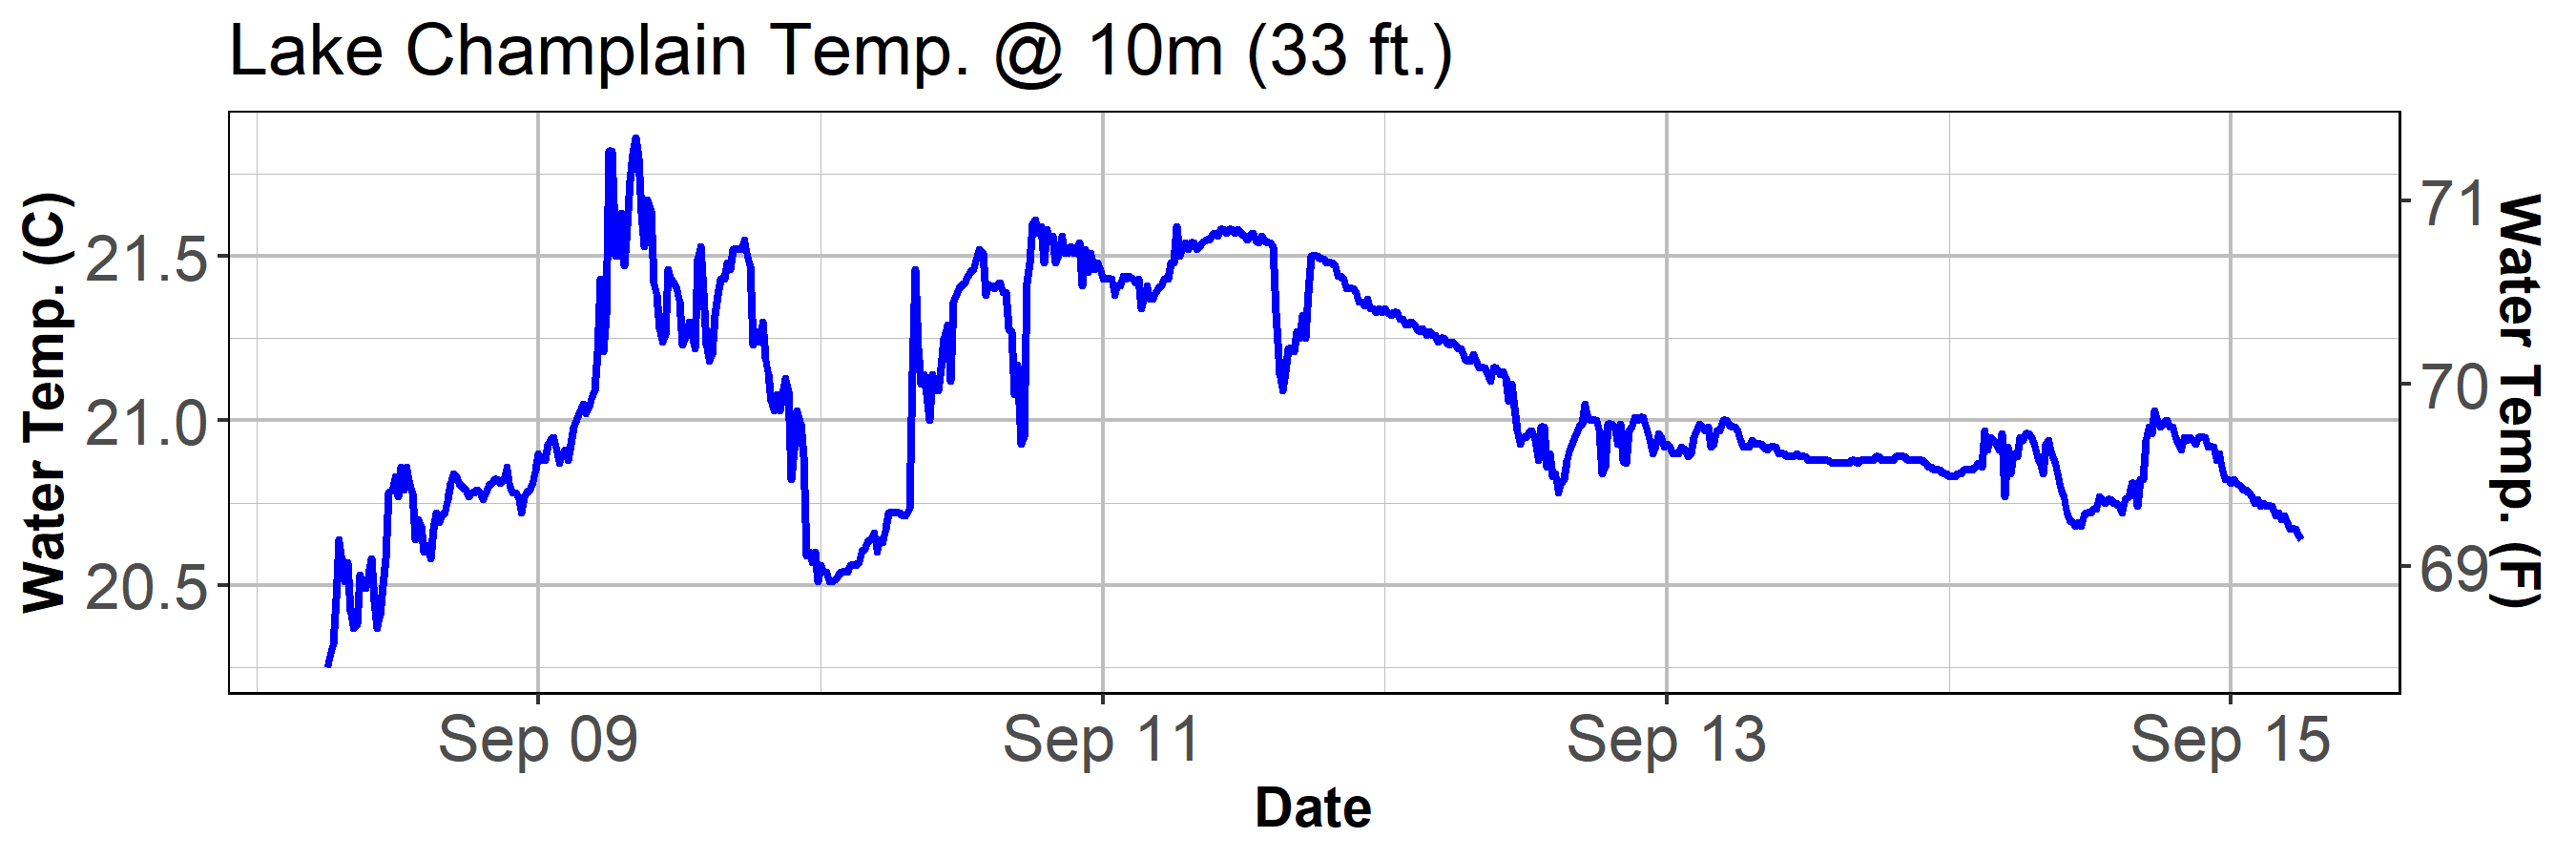 Lake Champlain Temp. @ 10m (33 ft.)
Water Temp. (C)
21.5
21.0
20.5
71
70
69
Water Temp. (F)
Sep 09
Sep 11
Sep 13
Sep 15
Date